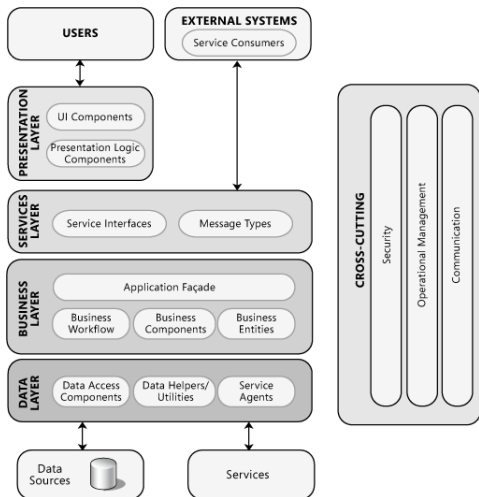 USERS
EXTERNAL SYSTEMS
Service Consumers
PRESENTATION
LAYER
UI Components
Presentation Logic
Components
SERVICES
LAYER
Service Interfaces
Message Types
BUSINESS
LAYER
Application Façade
Business
Workflow
Business
Components
Business
Entities
DATA
LAYER
Data Access
Components
Data Helpers/
Utilities
Service
Agents
Data
Sources
Services
CROSS-CUTTING
Security
Operational Management
Communication